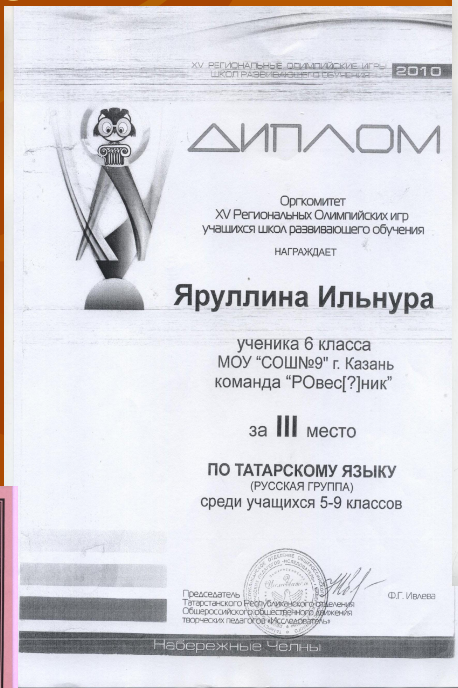 XV РЕГИОНАЛЬНЫЕ ОЛИМПИЙСКИЕ ИГРЫ
ШКОЛ РАЗВИВАЮЩЕГО ОБУЧЕНИЯ
2010
ДИПЛОМ
Оргкомитет
XV Региональных Олимпийских игр
учащихся школ развивающего обучения
НАГРАЖДАЕТ
Яруллина Ильнура
ученика 6 класса
МОУ "СОШ№9" г. Казань
команда "РОвес[?]ник"
за III место
ПО ТАТАРСКОМУ ЯЗЫКУ
(РУССКАЯ ГРУППА)
среди учащихся 5-9 классов
Председатель
Татарстанского Республиканского отделения
Общероссийского общественного движения
творческих педагогов «Исследователь»
Ф.Г. Ивлева
Набережные Челны